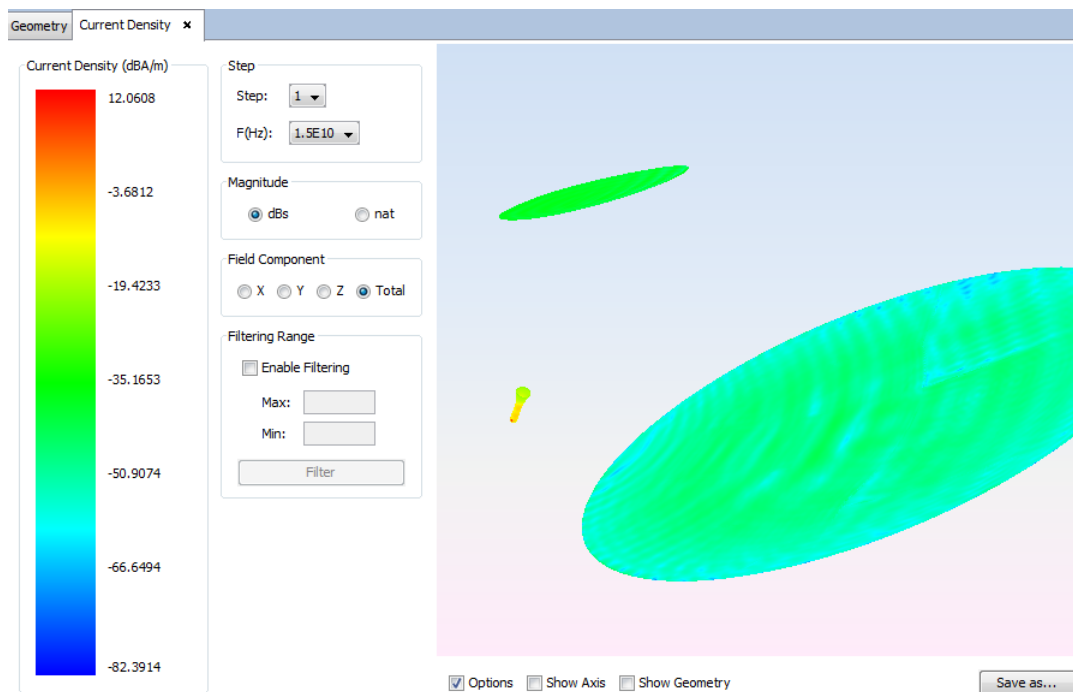 Geometry
Current Density ×
Current Density (dBA/m)
12.0608
-3.6812
-19.4233
-35.1653
-50.9074
-66.6494
-82.3914
Step
Step: 1
F(Hz): 1.5E10
Magnitude
dBs nat
Field Component
X Y Z Total
Filtering Range
Enable Filtering
Max:
Min:
Filter
Options Show Axis Show Geometry Save as...